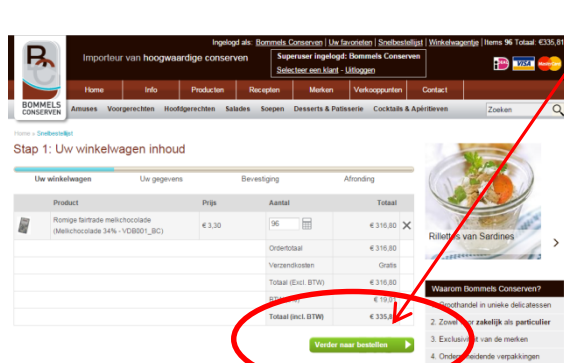 Ingelogd als: Bommels Conserven | Uw favorieten | Snelbestellijst | Winkelwagentje | Items 96 Totaal: €335,81
BOMMELS
CONSERVEN
Importeur van hoogwaardige conserven
Superuser ingelogd: Bommels Conserven
Selecteer een klant - Uitloggen
VISA
MasterCard
Home Info Producten Recepten Merken Verkooppunten Contact
Amuses Voorgerechten Hoofdgerechten Salades Soepen Desserts & Patisserie Cocktails & Apéritieven Zoeken
Home » Snelbestellijst
Stap 1: Uw winkelwagen inhoud
Uw winkelwagen Uw gegevens Bevestiging Afronding
Product Prijs Aantal Totaal
Romige fairtrade melkchocolade
(Melkchocolade 34% - VDB001_BC)
€ 3,30 96 € 316,80
Ordertotaal € 316,80
Verzendkosten Gratis
Totaal (Excl. BTW) € 316,80
€ 19,01
Totaal (incl. BTW) € 335,8
Verder naar bestellen
Rillettes van Sardines
Waarom Bommels Conserven?
Groothandel in unieke delicatessen
2. Zowel voor zakelijk als particulier
3. Exclusiviteit van de merken
4. Onderscheidende verpakkingen